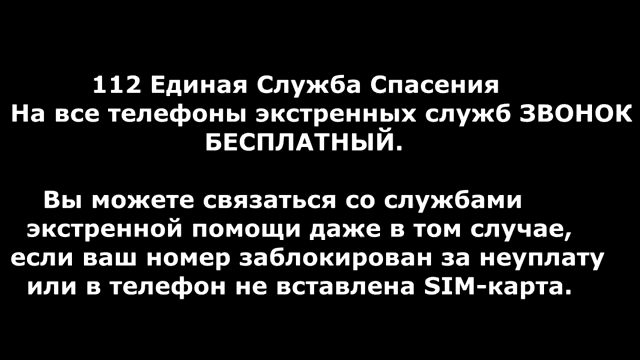 112 Единая Служба Спасения
На все телефоны экстренных служб ЗВОНОК
БЕСПЛАТНЫЙ.
Вы можете связаться со службами
экстренной помощи даже в том случае,
если ваш номер заблокирован за неуплату
или в телефон не вставлена SIM-карта.